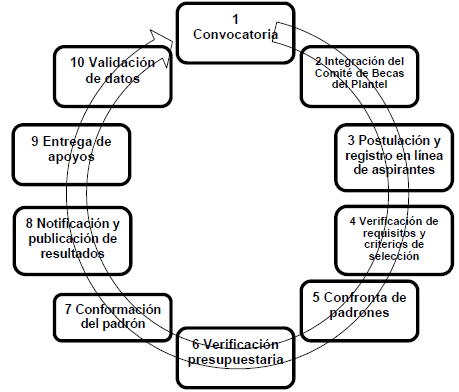 1
Convocatoria
2 Integración del
Comité de Becas
del Plantel
3 Postulación y
registro en línea
de aspirantes
4 Verificación de
requisitos y
criterios de
selección
5 Confronta de
padrones
6 Verificación
presupuestaria
7 Conformación
del padrón
8 Notificación y
publicación de
resultados
9 Entrega de
apoyos
10 Validación
de datos